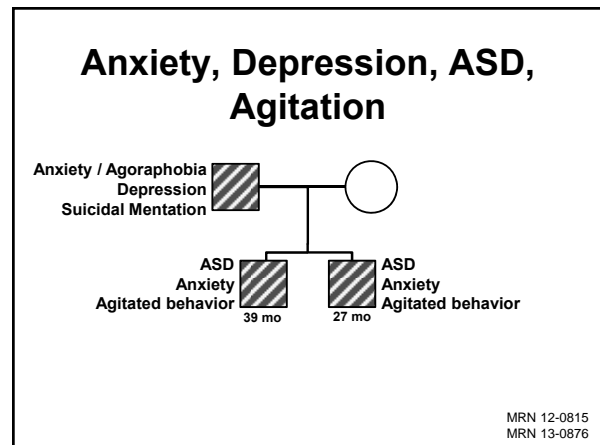 Anxiety, Depression, ASD,
Agitation
Anxiety / Agoraphobia
Depression
Suicidal Mentation
ASD
Anxiety
Agitated behavior
39 mo
ASD
Anxiety
Agitated behavior
27 mo
MRN 12-0815
MRN 13-0876